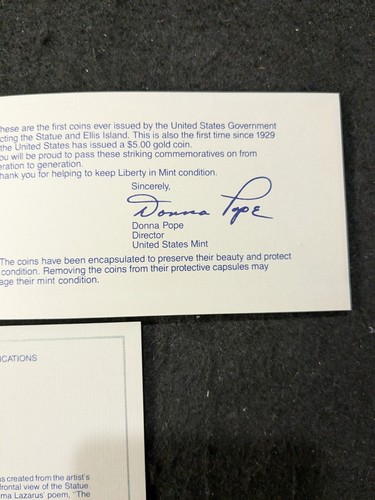 hese are the first coins ever issued by the United States Government
cting the Statue and Ellis Island. This is also the first time since 1929
the United States has issued a $5.00 gold coin.
ou will be proud to pass these striking commemoratives on from
eration to generation.
hank you for helping to keep Liberty in Mint condition.
Sincerely,
Donna Pope
Donna Pope
Director
United States Mint
The coins have been encapsulated to preserve their beauty and protect
condition. Removing the coins from their protective capsules may
age their mint condition.
ICATIONS
s created from the artist's
frontal view of the Statue
ma Lazarus' poem, "The